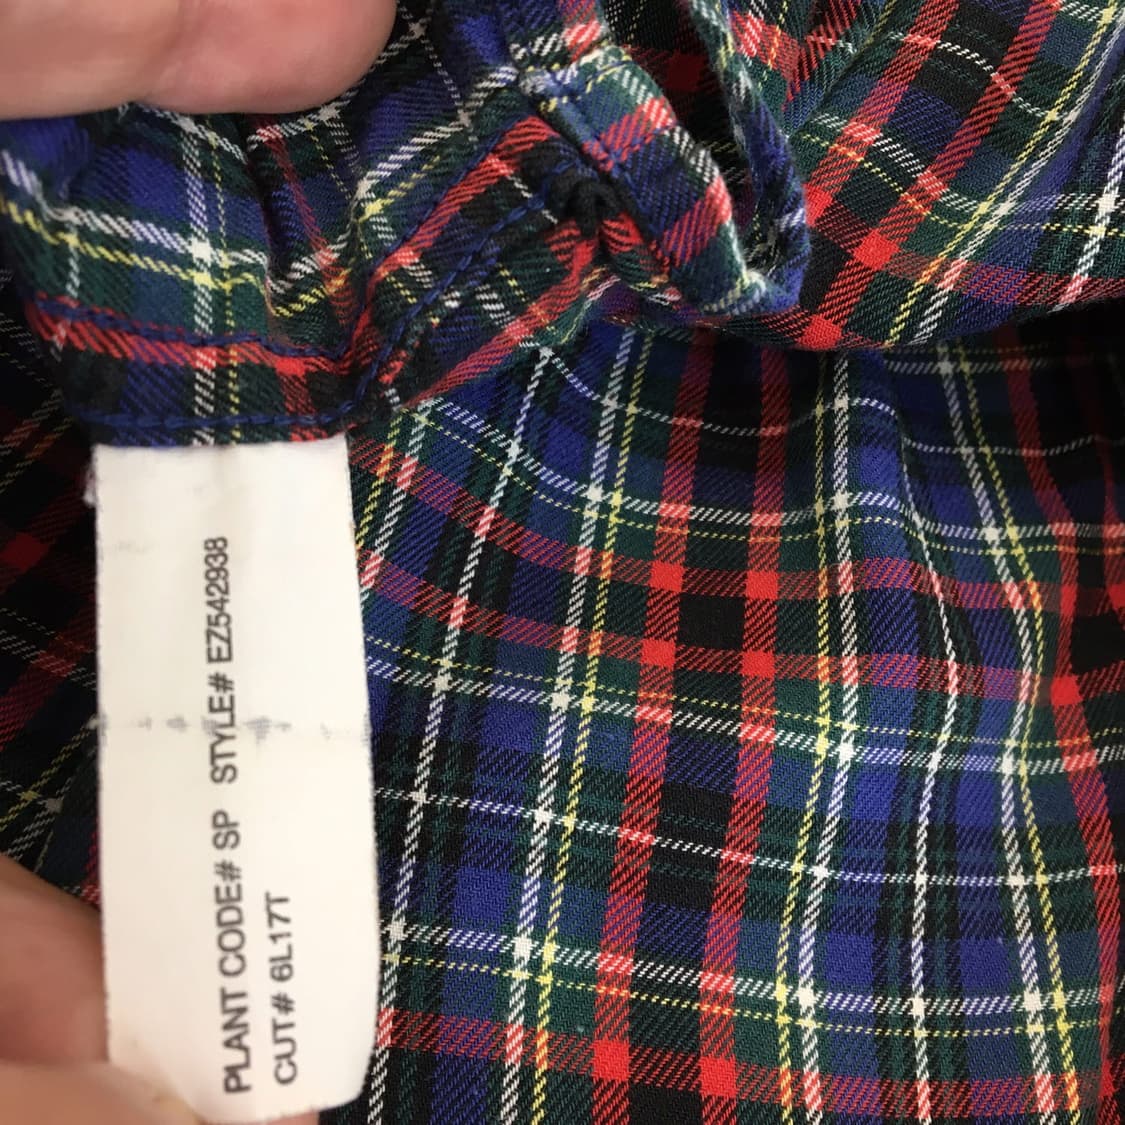 PLANT CODE# SP STYLE# EZ542938
CUT# 6L17T